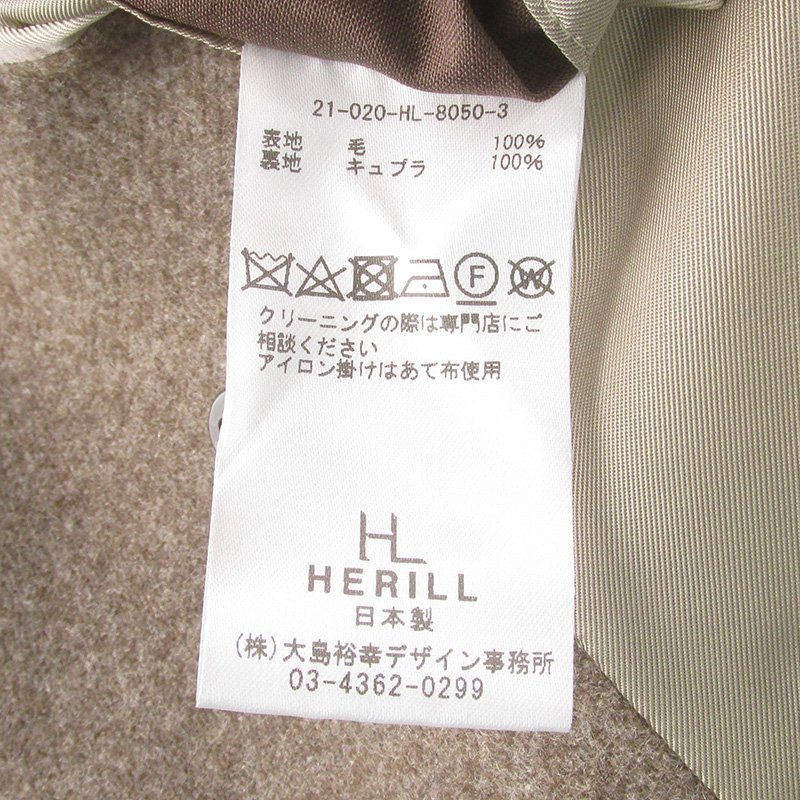 21-020-HL-8050-3
表地 毛 100%
裏地 キュプラ 100%
F W
クリーニングの際は専門店にご
相談ください
アイロン掛けはあて布使用
HL
HERILL
日本製
(株)大島裕幸デザイン事務所
03-4362-0299